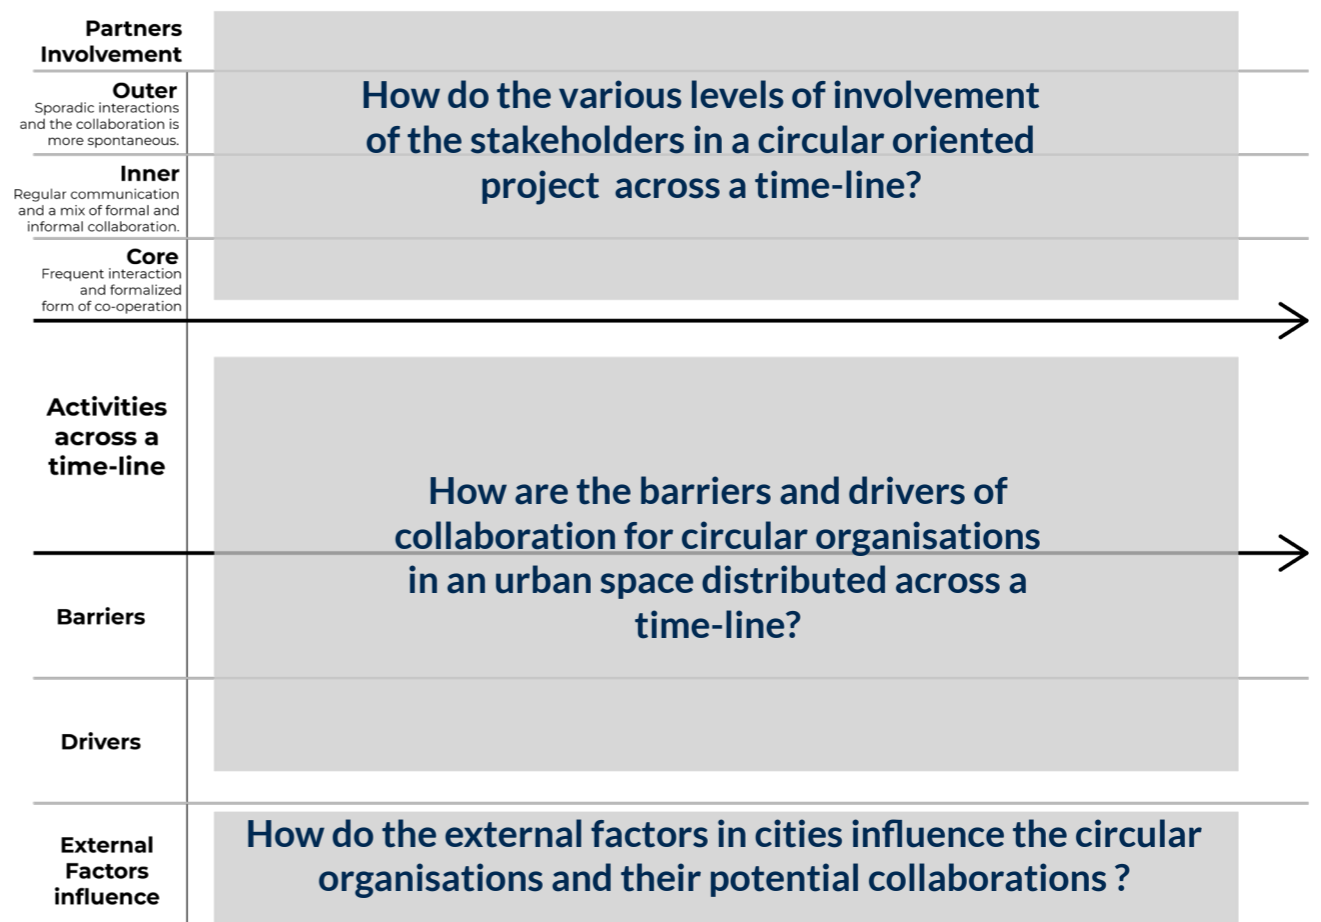 Partners
Involvement
Outer
Sporadic interactions
and the collaboration is
more spontaneous.
Inner
Regular communication
and a mix of formal and
informal collaboration.
Core
Frequent interaction
and formalized
form of co-operation
How do the various levels of involvement
of the stakeholders in a circular oriented
project across a time-line?
Activities
across a
time-line
Barriers
Drivers
How are the barriers and drivers of
collaboration for circular organisations
in an urban space distributed across a
time-line?
External
Factors
influence
How do the external factors in cities influence the circular
organisations and their potential collaborations ?